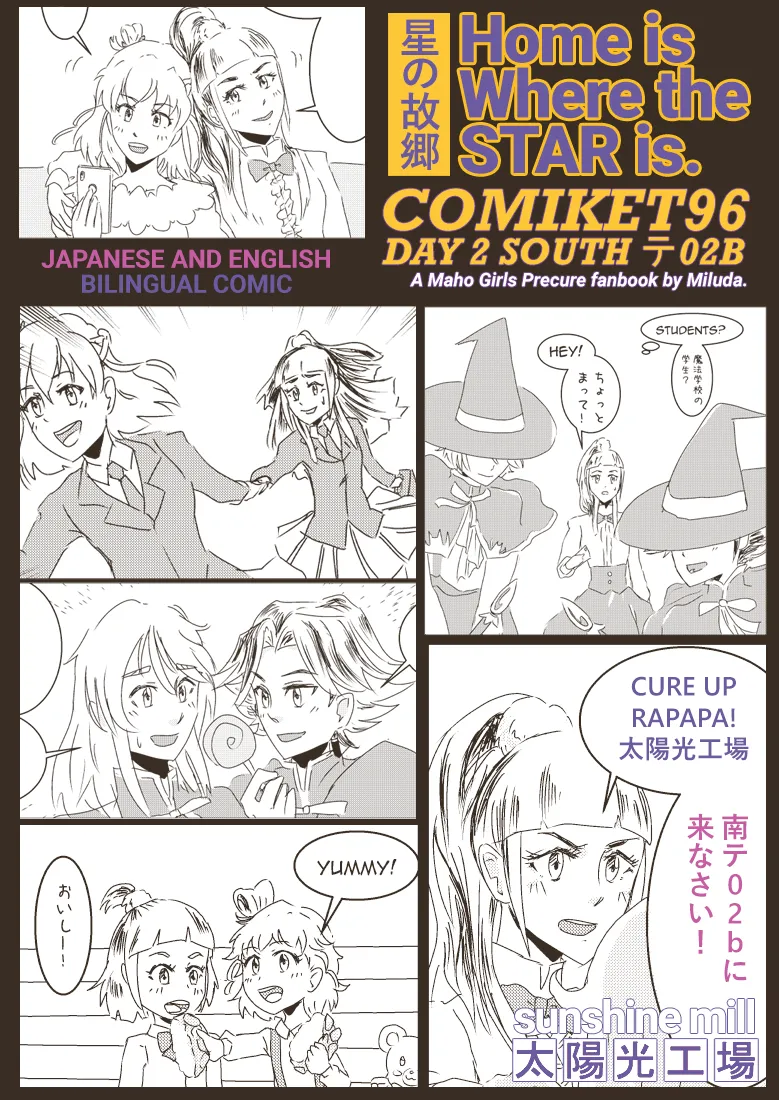 星の故郷
Home is
Where the
STAR is.
COMIKET96
DAY 2 SOUTH テ 02B
A Maho Girls Precure fanbook by Miluda.
JAPANESE AND ENGLISH
BILINGUAL COMIC
STUDENTS?
魔法学校の
学生?
HEY!
ちょっと
まって!
CURE UP
RAPAPA!
太陽光工場
南テ02bに
来なさい!
YUMMY!
おいしー!
sunshine mill
太陽光工場